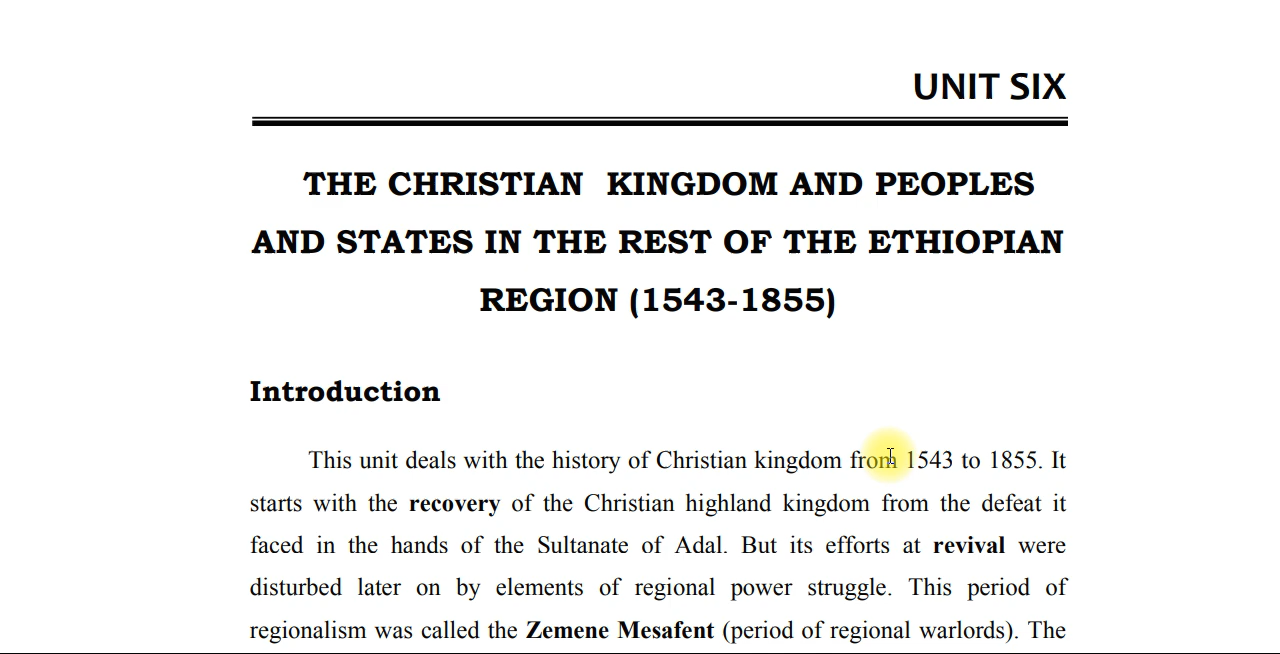 UNIT SIX
THE CHRISTIAN KINGDOM AND PEOPLES
AND STATES IN THE REST OF THE ETHIOPIAN
REGION (1543-1855)
Introduction
This unit deals with the history of Christian kingdom from 1543 to 1855. It
starts with the recovery of the Christian highland kingdom from the defeat it
faced in the hands of the Sultanate of Adal. But its efforts at revival were
disturbed later on by elements of regional power struggle. This period of
regionalism was called the Zemene Mesafent (period of regional warlords). The